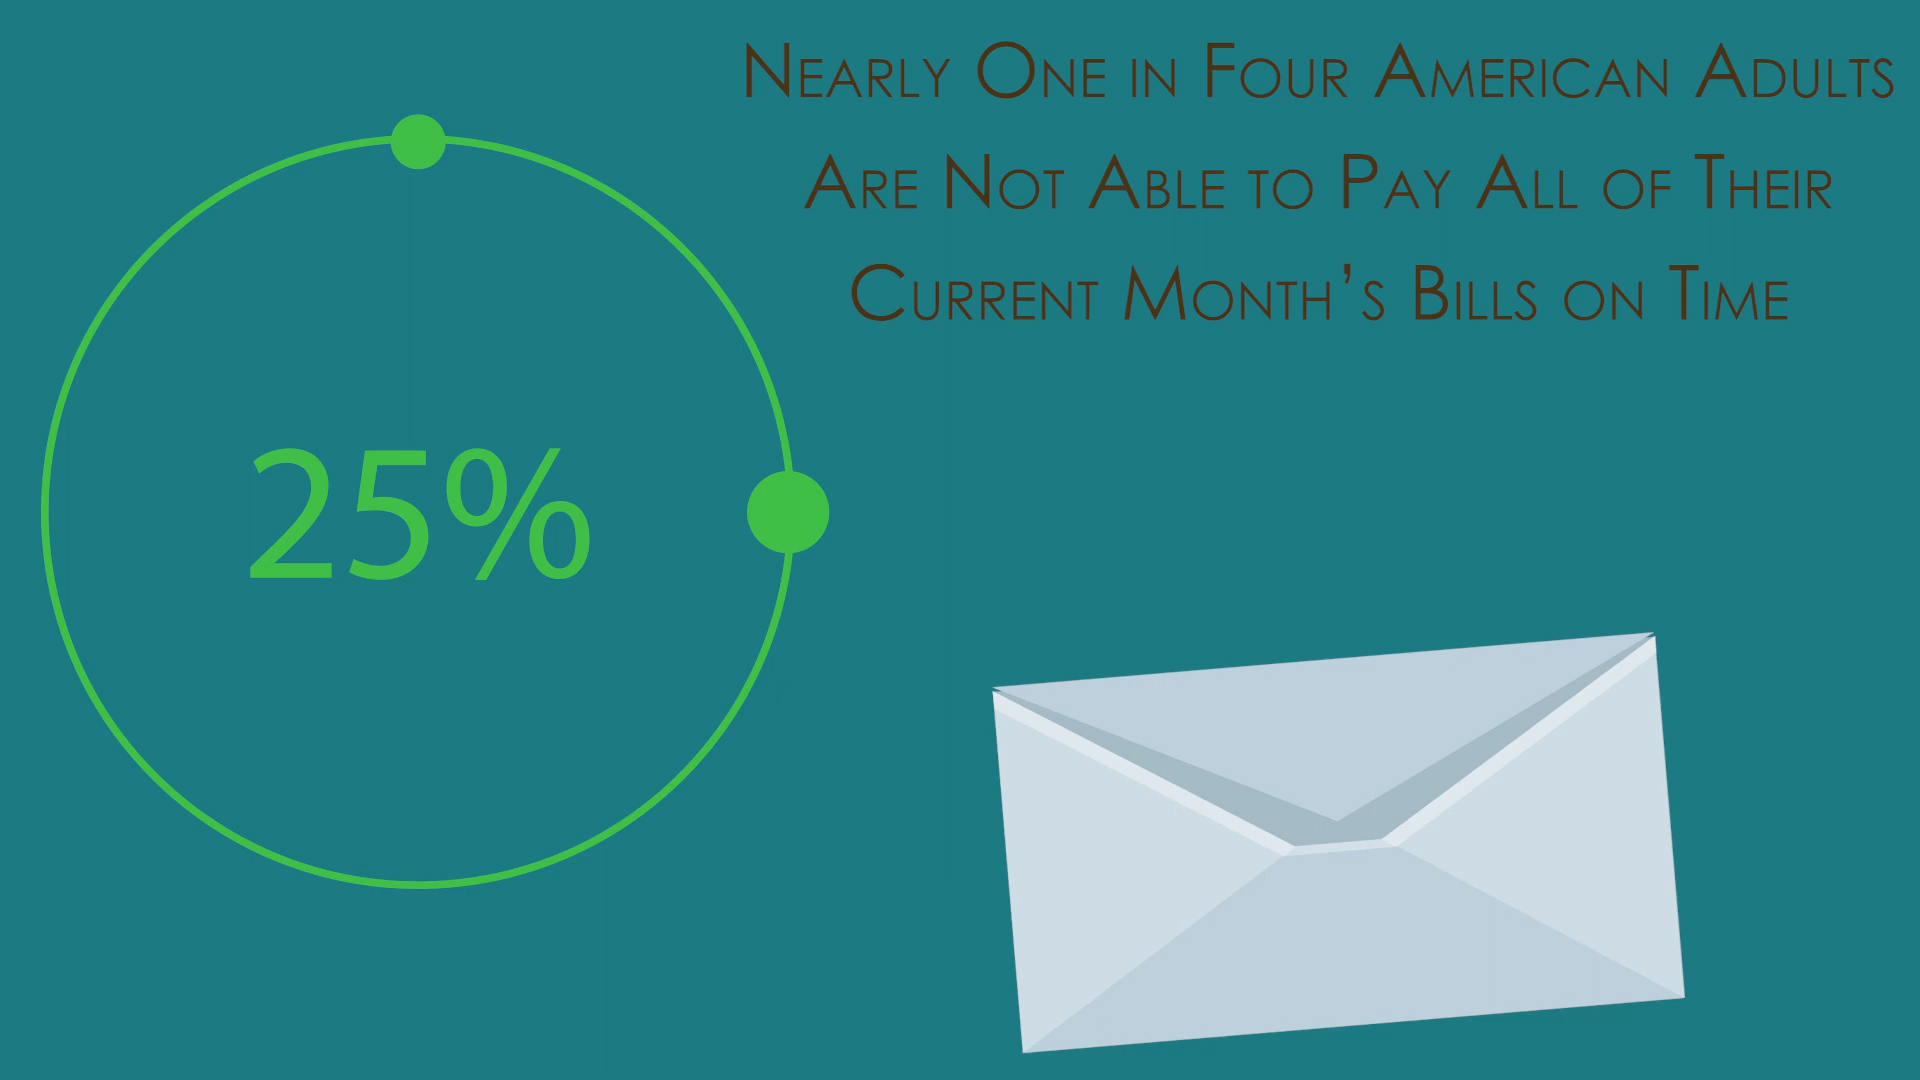 Nearly One in Four American Adults
Are Not Able to Pay All of Their
Current Month’s Bills on Time
25%